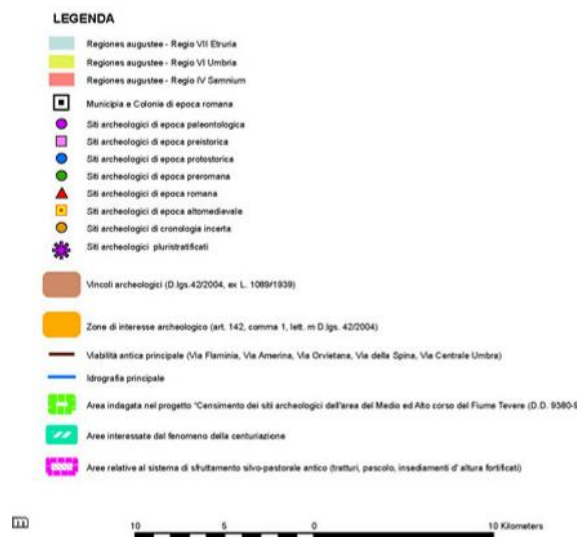 LEGENDA
Regiones augustee - Regio VII Etruria
Regiones augustee - Regio VI Umbria
Regiones augustee - Regio IV Samnium
Municipia e Colonie di epoca romana
Siti archeologici di epoca paleontologica
Siti archeologici di epoca preistorica
Siti archeologici di epoca protostorica
Siti archeologici di epoca preromana
Siti archeologici di epoca romana
Siti archeologici di epoca altomedievale
Siti archeologici di cronologia incerta
Siti archeologici pluristratificati
Vincoli archeologici (D.lgs.42/2004, ex L. 1089/1939)
Zone di interesse archeologico (art. 142, comma 1, lett. m D.lgs. 42/2004)
Viabilità antica principale (Via Flaminia, Via Amerina, Via Orvietana, Via della Spina, Via Centrale Umbra)
Idrografia principale
Area indagata nel progetto "Censimento dei siti archeologici dell'area del Medio ed Alto corso del Fiume Tevere (D.D. 9380-9
Aree interessate dal fenomeno della centuriazione
Aree relative al sistema di sfruttamento silvo-pastorale antico (tratturi, pascolo, insediamenti d' altura fortificati)
10 5 0 10 Kilometers